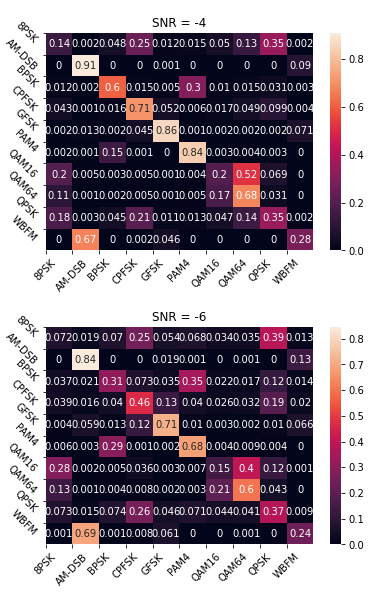 SNR = -4
8PSK 0.14 0.002 0.048 0.25 0.012 0.015 0.05 0.13 0.35 0.002
AM-DSB 0 0.91 0 0 0.001 0 0 0 0 0.09
BPSK 0.012 0.002 0.6 0.015 0.005 0.3 0.01 0.015 0.031 0.003
CPFSK 0.043 0.001 0.016 0.71 0.052 0.006 0.017 0.049 0.099 0.004
GFSK 0.002 0.013 0.002 0.045 0.86 0.001 0.002 0.002 0.002 0.071
PAM4 0.002 0.001 0.15 0.001 0 0.84 0.003 0.004 0.003 0
QAM16 0.2 0.005 0.003 0.005 0.001 0.004 0.2 0.52 0.069 0
QAM64 0.11 0.001 0.002 0.005 0.001 0.005 0.17 0.68 0.031 0
QPSK 0.18 0.003 0.045 0.21 0.011 0.013 0.047 0.14 0.35 0.002
WBFM 0 0.67 0 0.002 0.046 0 0 0 0 0.28
8PSK AM-DSB BPSK CPFSK GFSK PAM4 QAM16 QAM64 QPSK WBFM
0.8
0.6
0.4
0.2
0.0
SNR = -6
8PSK 0.072 0.019 0.07 0.25 0.054 0.068 0.034 0.035 0.39 0.013
AM-DSB 0 0.84 0 0 0.019 0.001 0 0.001 0 0.13
BPSK 0.037 0.021 0.31 0.073 0.035 0.35 0.022 0.017 0.12 0.014
CPFSK 0.039 0.016 0.04 0.46 0.13 0.04 0.026 0.032 0.19 0.02
GFSK 0.004 0.059 0.013 0.12 0.71 0.01 0.003 0.002 0.01 0.066
PAM4 0.006 0.003 0.29 0.001 0.002 0.68 0.004 0.009 0.004 0
QAM16 0.28 0.002 0.005 0.036 0.003 0.007 0.15 0.4 0.12 0.001
QAM64 0.13 0.001 0.004 0.008 0.002 0.003 0.21 0.6 0.043 0
QPSK 0.073 0.015 0.074 0.26 0.046 0.071 0.044 0.041 0.37 0.009
WBFM 0.001 0.69 0.001 0.008 0.061 0 0 0.001 0 0.24
8PSK AM-DSB BPSK CPFSK GFSK PAM4 QAM16 QAM64 QPSK WBFM
0.8
0.7
0.6
0.5
0.4
0.3
0.2
0.1
0.0